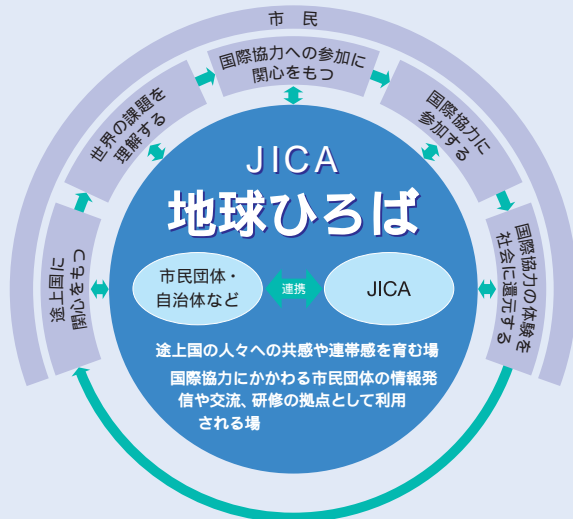 市 民
途上国に
関心をもつ
世界の課題を
理解する
国際協力への参加に
関心をもつ
国際協力に
参加する
国際協力の体験を
社会に還元する
JICA
地球ひろば
市民団体・
自治体など
連携
JICA
途上国の人々への共感や連帯感を育む場
国際協力にかかわる市民団体の情報発
信や交流、研修の拠点として利用
される場